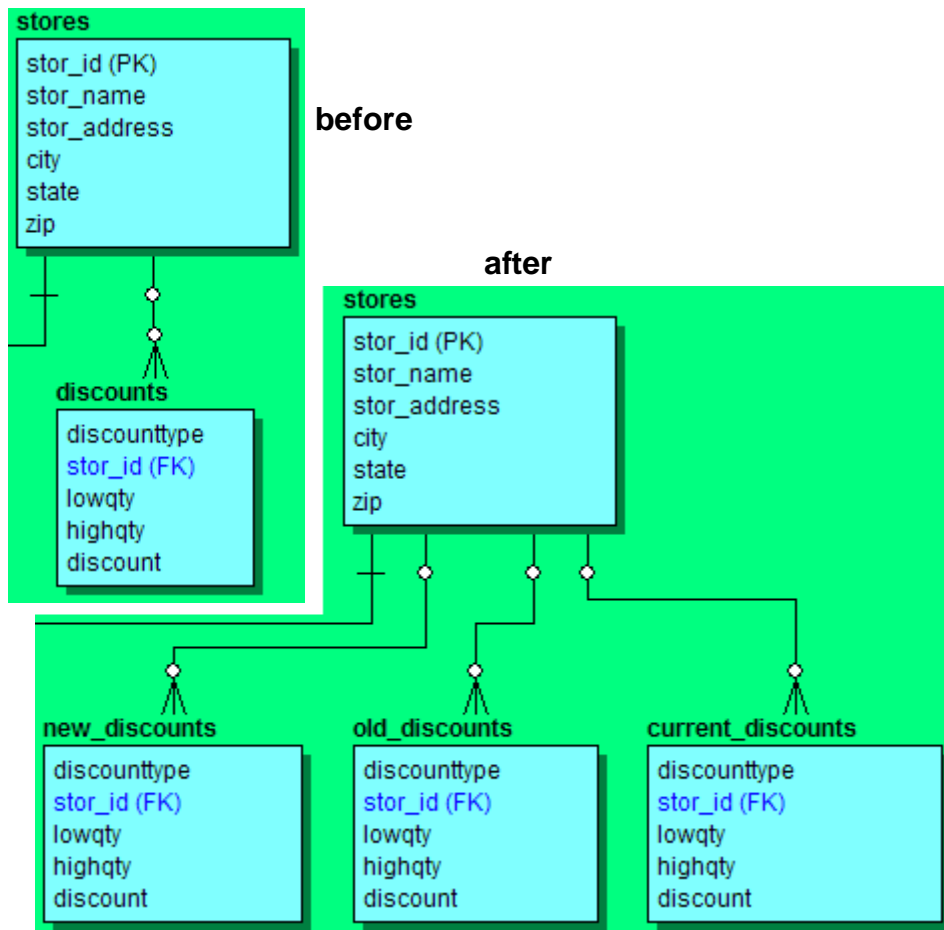 stores
stor_id (PK)
stor_name
stor_address
city
state
zip
before
discounts
discounttype
stor_id (FK)
lowqty
highqty
discount
after
stores
stor_id (PK)
stor_name
stor_address
city
state
zip
new_discounts
discounttype
stor_id (FK)
lowqty
highqty
discount
old_discounts
discounttype
stor_id (FK)
lowqty
highqty
discount
current_discounts
discounttype
stor_id (FK)
lowqty
highqty
discount